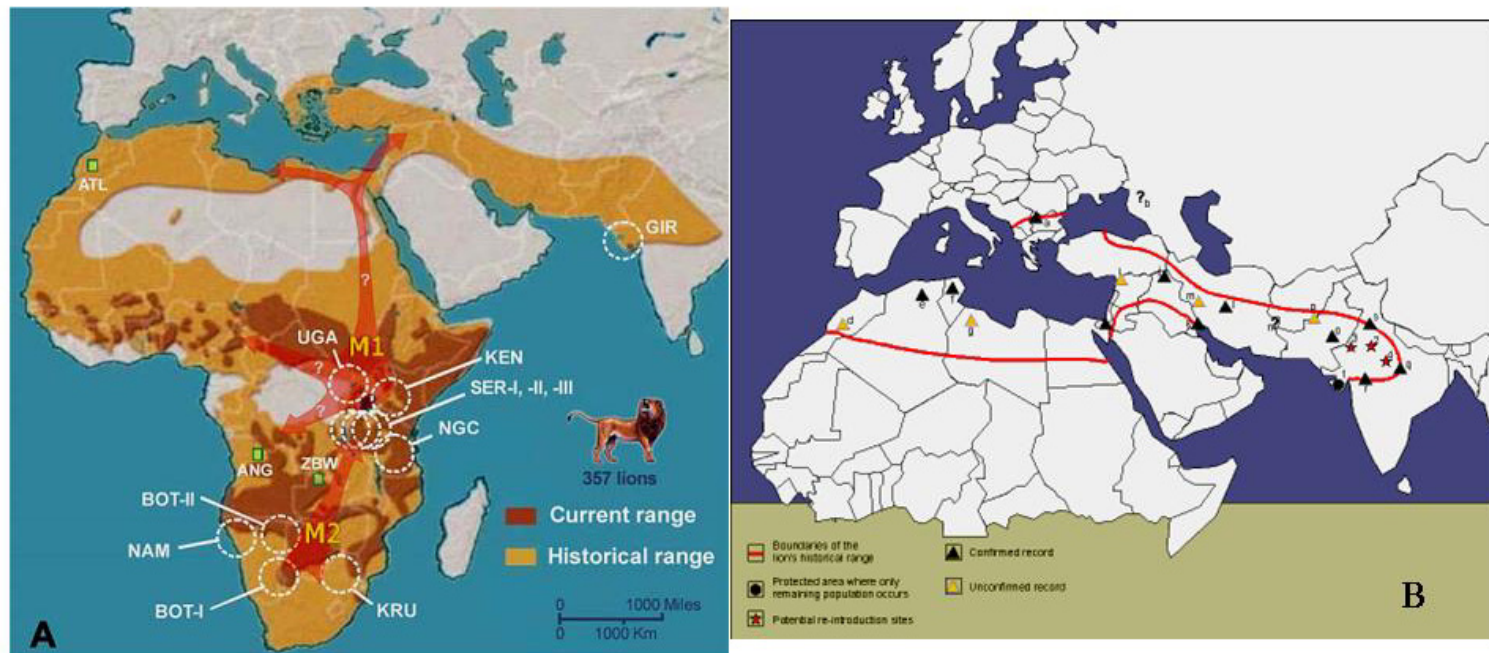 ATL
GIR
?
UGA
M1
KEN
?
SER-I, -II, -III
?
NGC
ANG
ZBW
357 lions
BOT-II
M2
NAM
BOT-I
KRU
Current range
Historical range
0 1000 Miles
0 1000 Km
A
?
b
a
e
f
m
d
g
l
?
n
p
s
o
q
Boundaries of the
lion's historical range
Confirmed record
Protected area where only
remaining population occurs
Unconfirmed record
Potential re-introduction sites
B